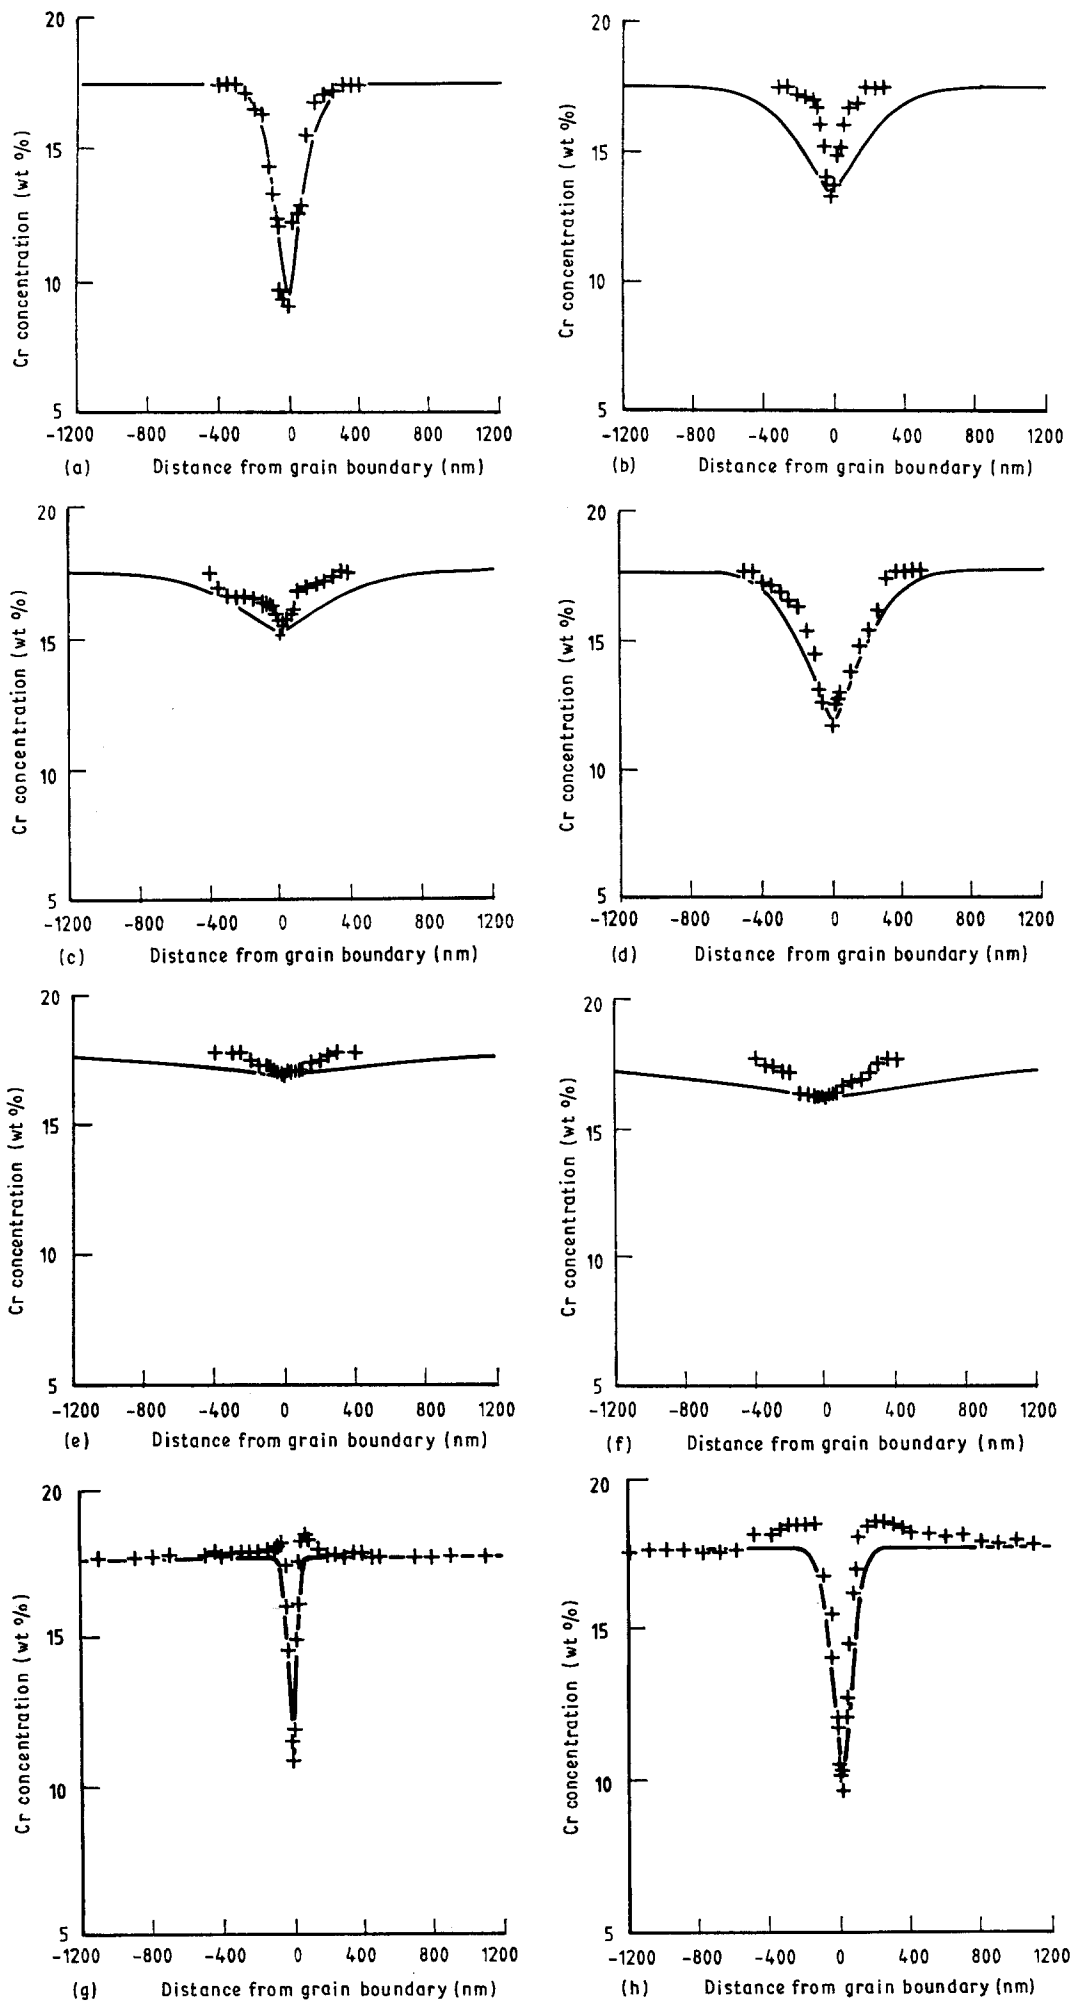 20
15
10
5
Cr concentration (wt %)
-1200 -800 -400 0 400 800 1200
(a) Distance from grain boundary (nm)
20
15
10
5
Cr concentration (wt %)
-1200 -800 -400 0 400 800 1200
(b) Distance from grain boundary (nm)
20
15
10
5
Cr concentration (wt %)
-1200 -800 -400 0 400 800 1200
(c) Distance from grain boundary (nm)
20
15
10
5
Cr concentration (wt %)
-1200 -800 -400 0 400 800 1200
(d) Distance from grain boundary (nm)
20
15
10
5
Cr concentration (wt %)
-1200 -800 -400 0 400 800 1200
(e) Distance from grain boundary (nm)
20
15
10
5
Cr concentration (wt %)
-1200 -800 -400 0 400 800 1200
(f) Distance from grain boundary (nm)
20
15
10
5
Cr concentration (wt %)
-1200 -800 -400 0 400 800 1200
(g) Distance from grain boundary (nm)
20
15
10
5
Cr concentration (wt %)
-1200 -800 -400 0 400 800 1200
(h) Distance from grain boundary (nm)